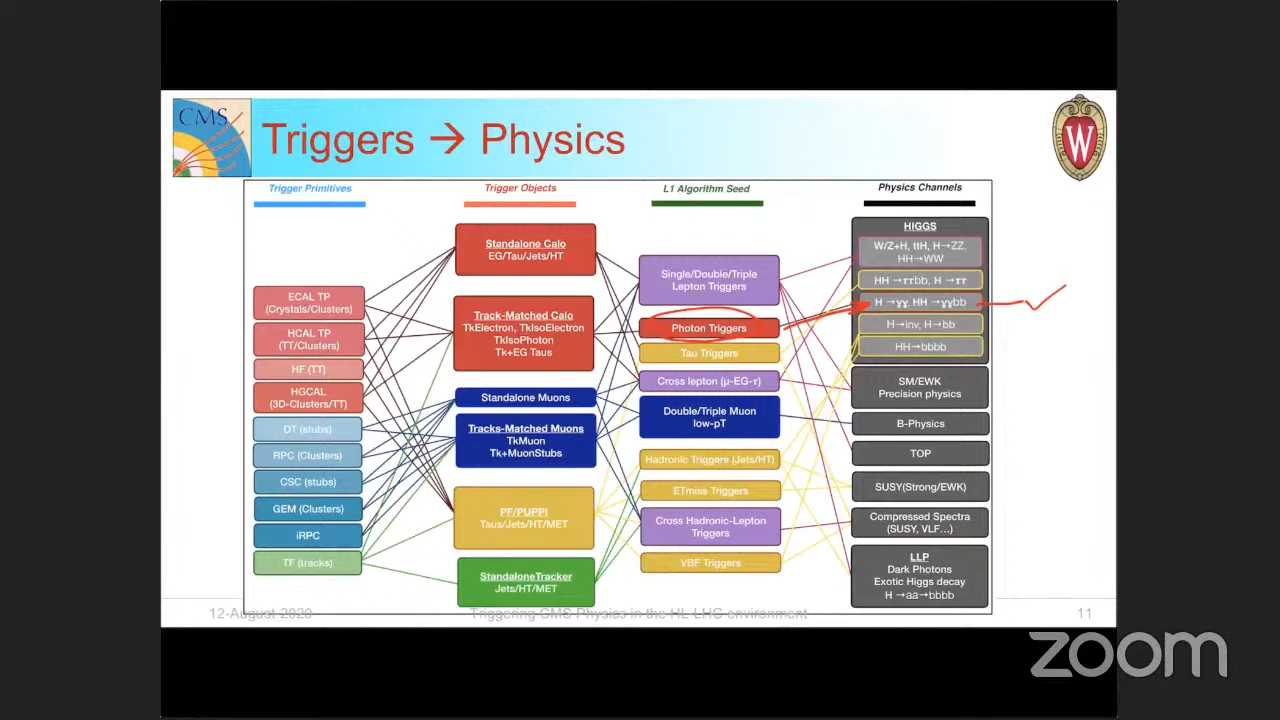 CMS
Triggers → Physics
W
Trigger Primitives
Trigger Objects
L1 Algorithm Seed
Physics Channels
ECAL TP
(Crystals/Clusters)
HCAL TP
(TT/Clusters)
HF (TT)
HGCAL
(3D-Clusters/TT)
DT (stubs)
RPC (Clusters)
CSC (stubs)
GEM (Clusters)
iRPC
TF (tracks)
Standalone Calo
EG/Tau/Jets/HT
Track-Matched Calo
TkElectron, TkIsoElectron
TkIsoPhoton
Tk+EG Taus
Standalone Muons
Tracks-Matched Muons
TkMuon
Tk+MuonStubs
PF/PUPPI
Taus/Jets/HT/MET
StandaloneTracker
Jets/HT/MET
Single/Double/Triple
Lepton Triggers
Photon Triggers
Tau Triggers
Cross lepton (μ-EG-τ)
Double/Triple Muon
low-pT
Hadronic Triggers (Jets/HT)
ETmiss Triggers
Cross Hadronic-Lepton
Triggers
VBF Triggers
HIGGS
W/Z+H, ttH, H→ZZ,
HH→WW
HH →ττbb, H →ττ
H →γγ, HH →γγbb
H→inv, H→bb
HH→bbbb
SM/EWK
Precision physics
B-Physics
TOP
SUSY(Strong/EWK)
Compressed Spectra
(SUSY, VLF...)
LLP
Dark Photons
Exotic Higgs decay
H →aa→bbbb
12-August-2020
Triggering CMS Physics in the HL-LHC environment
11
zoom